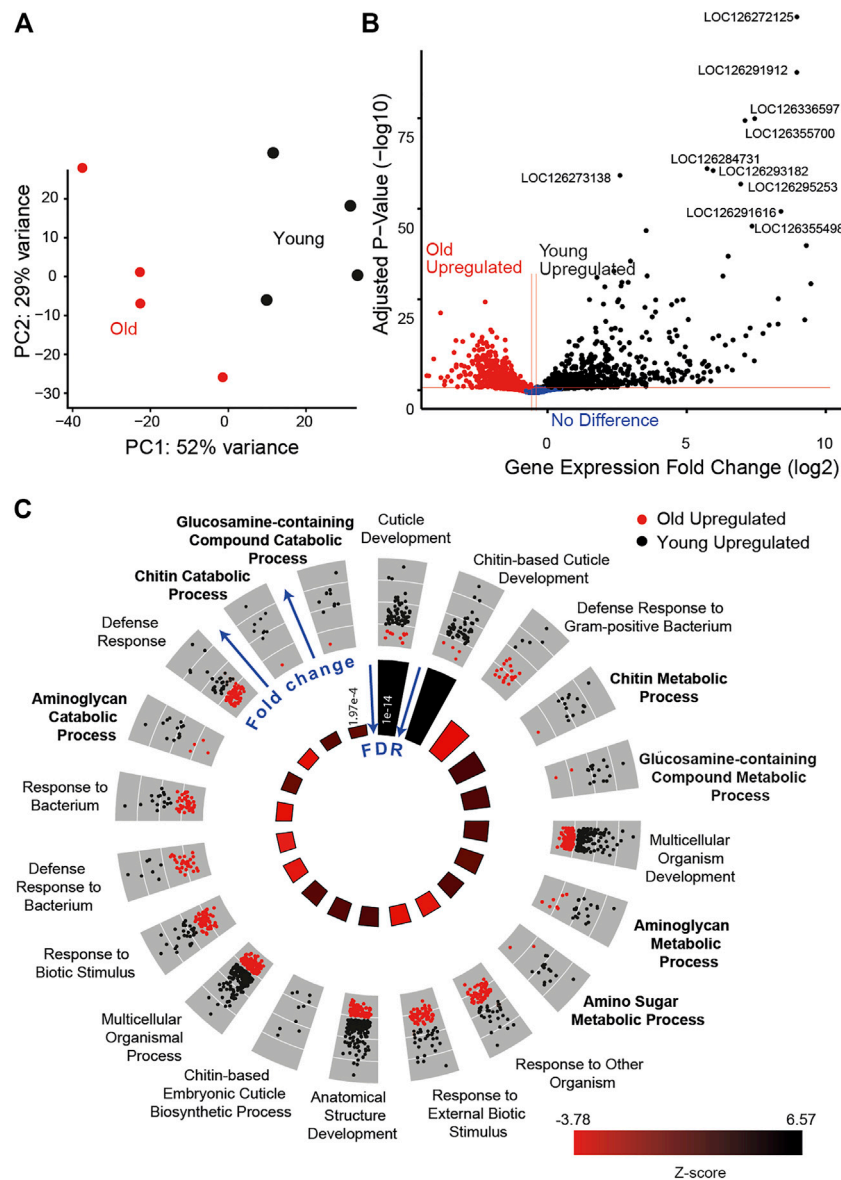 A
PC2: 29% variance
20
10
0
−10
−20
−30
Young
Old
−40
−20
0
20
PC1: 52% variance
B
Adjusted P-Value (−log10)
75
50
25
0
LOC126272125
LOC126291912
LOC126336597
LOC126355700
LOC126284731
LOC126293182
LOC126273138
LOC126295253
LOC126291616
LOC126355498
Old
Upregulated
Young
Upregulated
No Difference
0
5
10
Gene Expression Fold Change (log2)
C
Old Upregulated
Young Upregulated
Glucosamine-containing
Compound Catabolic
Process
Cuticle
Development
Chitin-based Cuticle
Development
Defense Response to
Gram-positive Bacterium
Chitin Metabolic
Process
Glucosamine-containing
Compound Metabolic
Process
Multicellular
Organism
Development
Aminoglycan
Metabolic
Process
Amino Sugar
Metabolic Process
Response to Other
Organism
Response to
External Biotic
Stimulus
Anatomical
Structure
Development
Chitin-based
Embryonic Cuticle
Biosynthetic Process
Multicellular
Organismal
Process
Response to
Biotic Stimulus
Defense
Response to
Bacterium
Response to
Bacterium
Aminoglycan
Catabolic
Process
Defense
Response
Chitin Catabolic
Process
Fold change
1.97e-4
1e-14
FDR
-3.78
6.57
Z-score